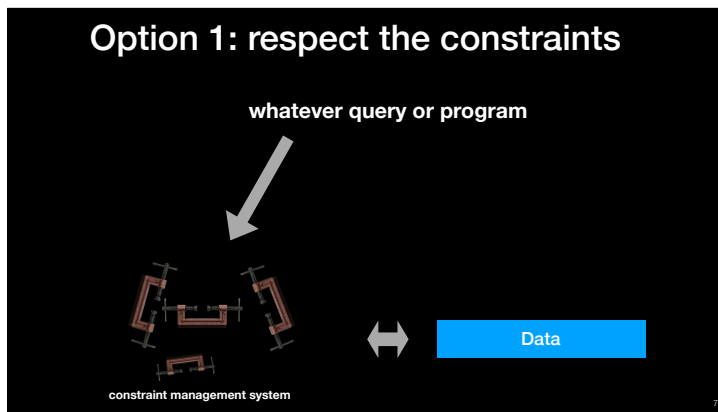 Option 1: respect the constraints
whatever query or program
Data
constraint management system
7